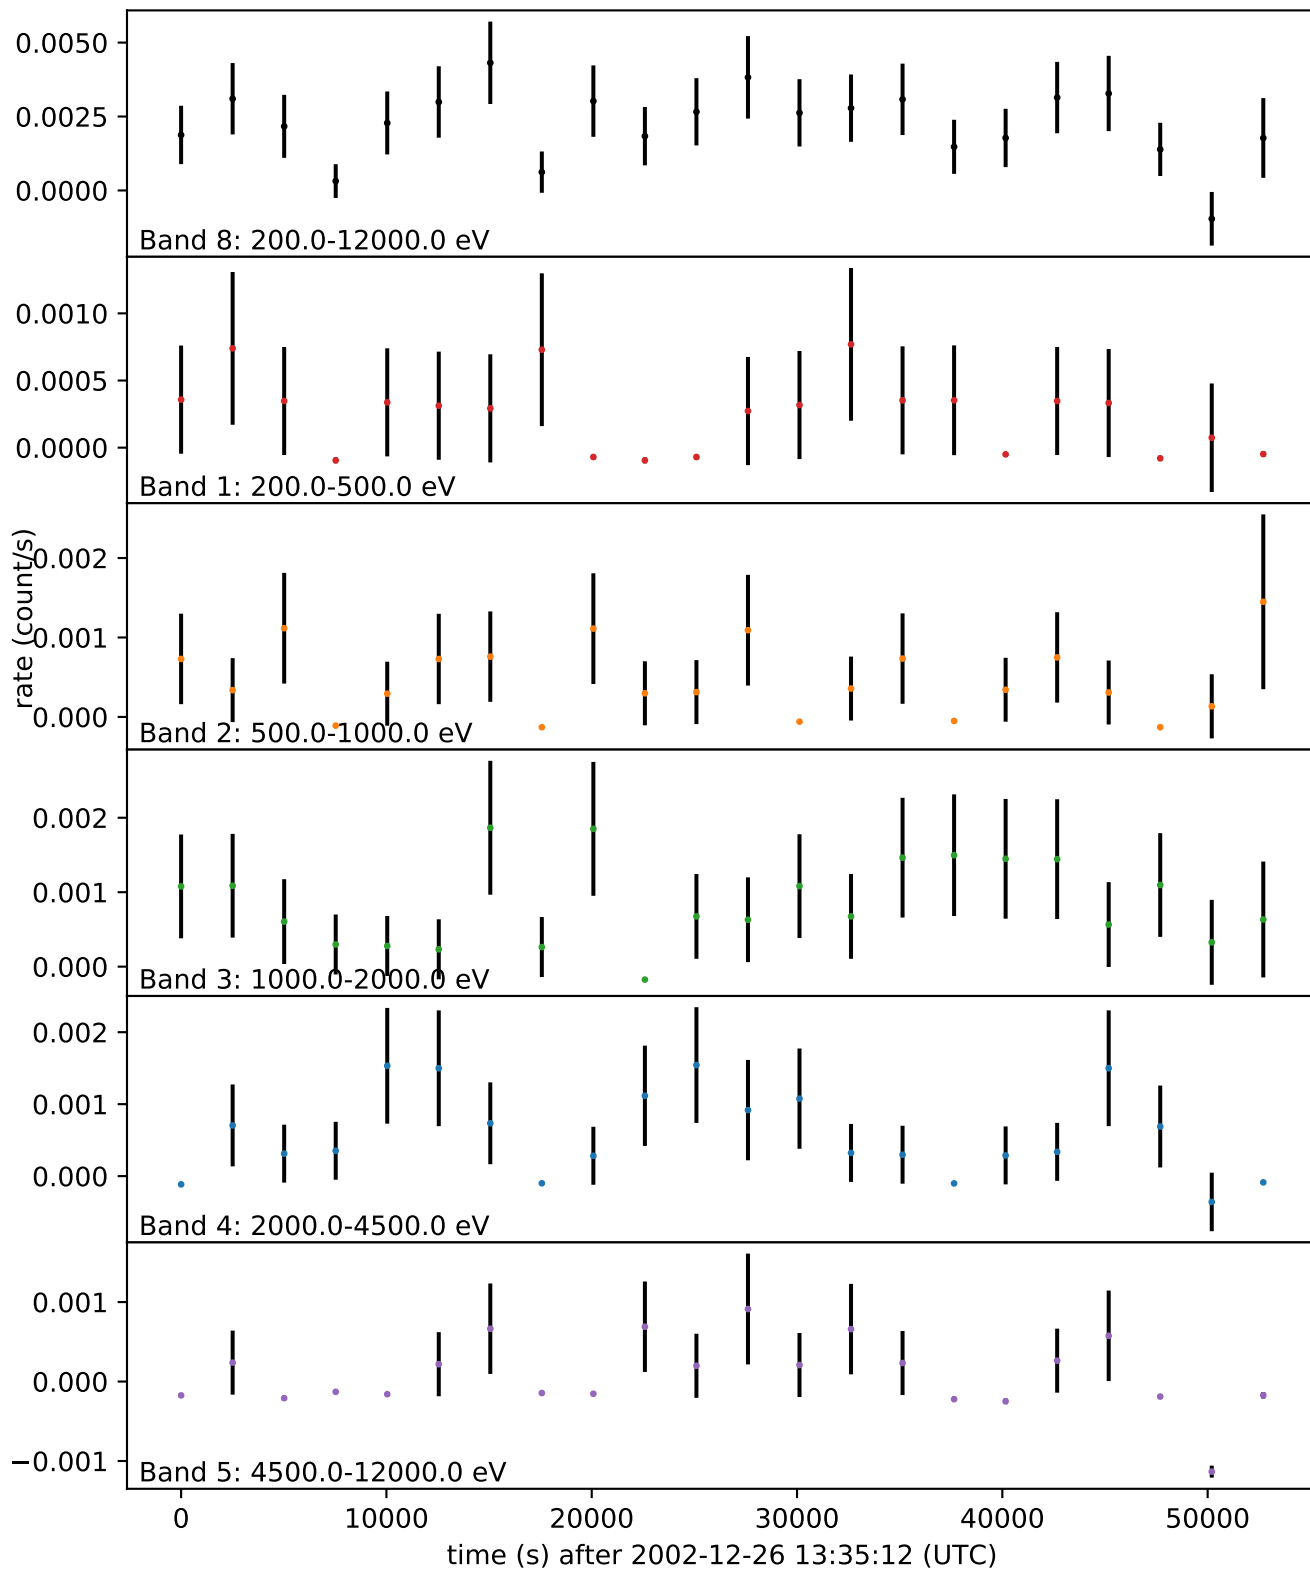 0.0050
0.0025
0.0000
Band 8: 200.0-12000.0 eV
0.0010
0.0005
0.0000
Band 1: 200.0-500.0 eV
rate (count/s)
0.002
0.001
0.000
Band 2: 500.0-1000.0 eV
0.002
0.001
0.000
Band 3: 1000.0-2000.0 eV
0.002
0.001
0.000
Band 4: 2000.0-4500.0 eV
0.001
0.000
−0.001
Band 5: 4500.0-12000.0 eV
0 10000 20000 30000 40000 50000
time (s) after 2002-12-26 13:35:12 (UTC)